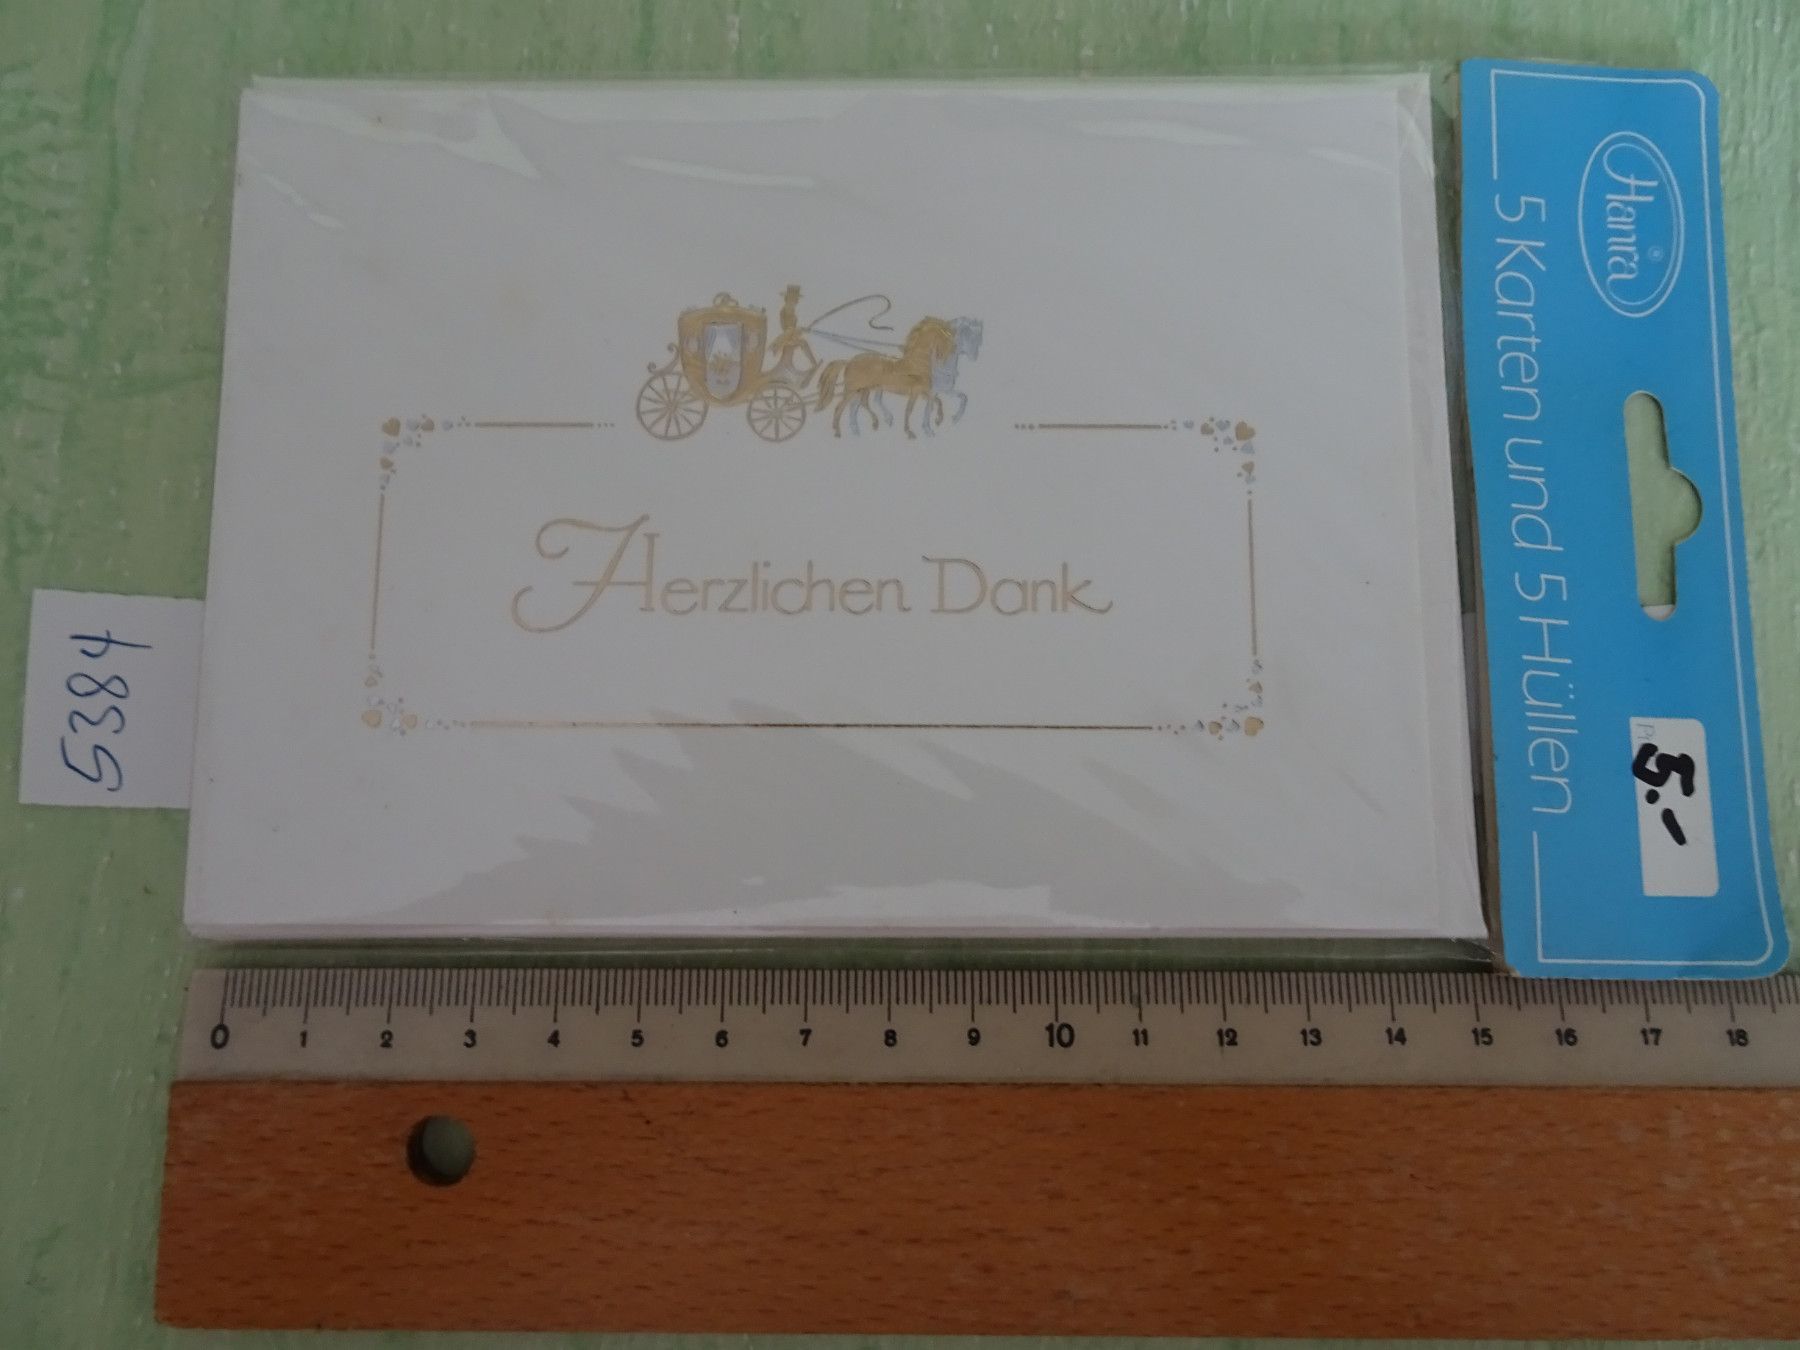 Herzlichen Dank
Hanra ®
5 Karten und 5 Hüllen
5.-
5384
0 1 2 3 4 5 6 7 8 9 10 11 12 13 14 15 16 17 18